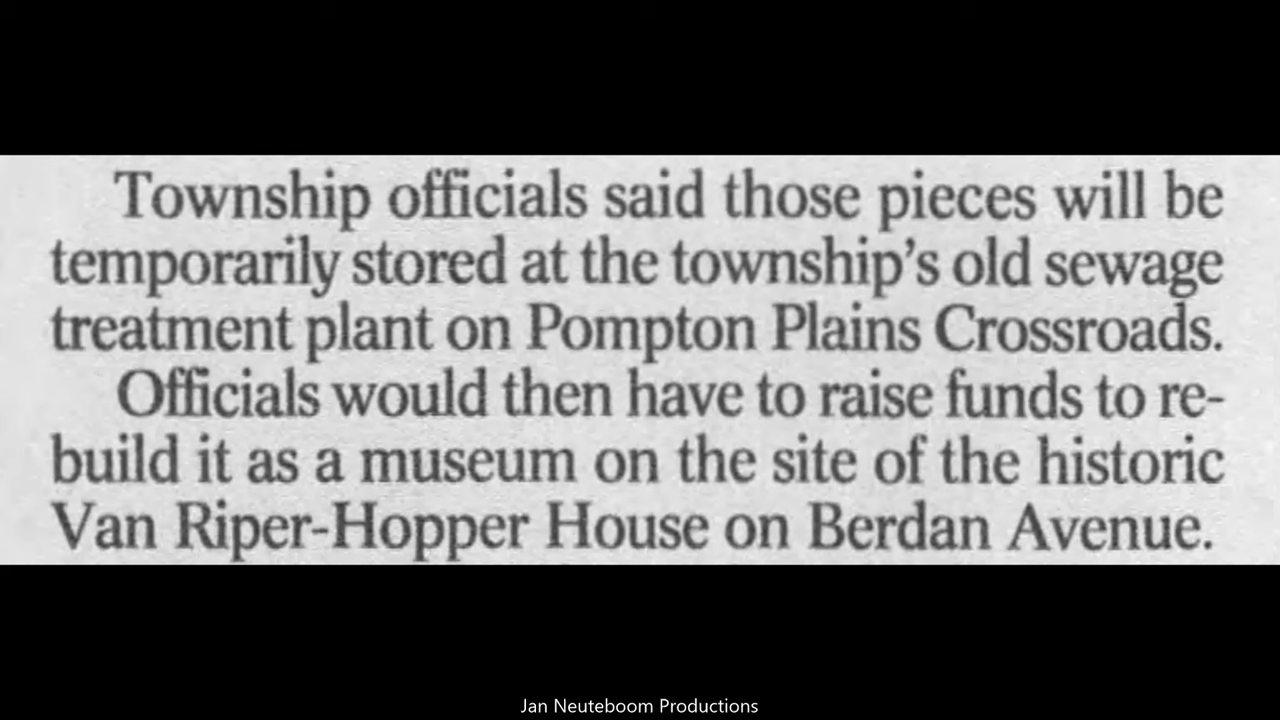 Township officials said those pieces will be
temporarily stored at the township's old sewage
treatment plant on Pompton Plains Crossroads.
Officials would then have to raise funds to re-
build it as a museum on the site of the historic
Van Riper-Hopper House on Berdan Avenue.
Jan Neuteboom Productions